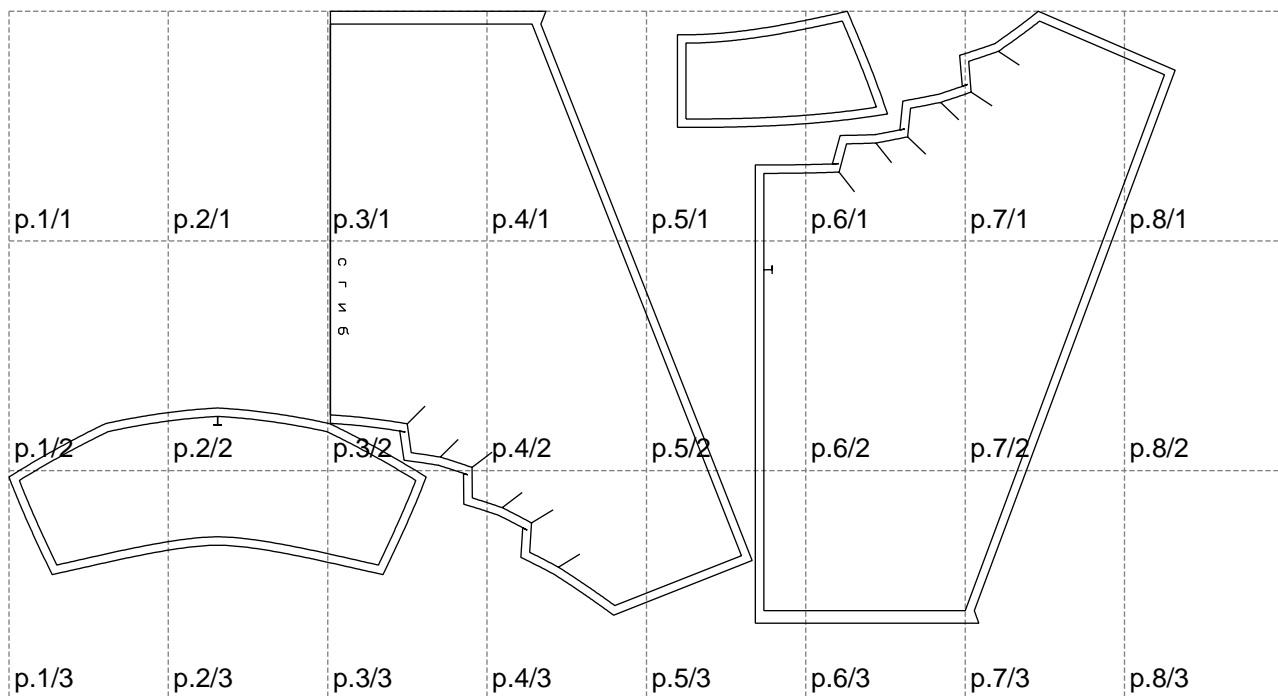 p.1/1 p.2/1 p.3/1 p.4/1 p.5/1 p.6/1 p.7/1 p.8/1
сгиб
p.1/2 p.2/2 p.3/2 p.4/2 p.5/2 p.6/2 p.7/2 p.8/2
p.1/3 p.2/3 p.3/3 p.4/3 p.5/3 p.6/3 p.7/3 p.8/3